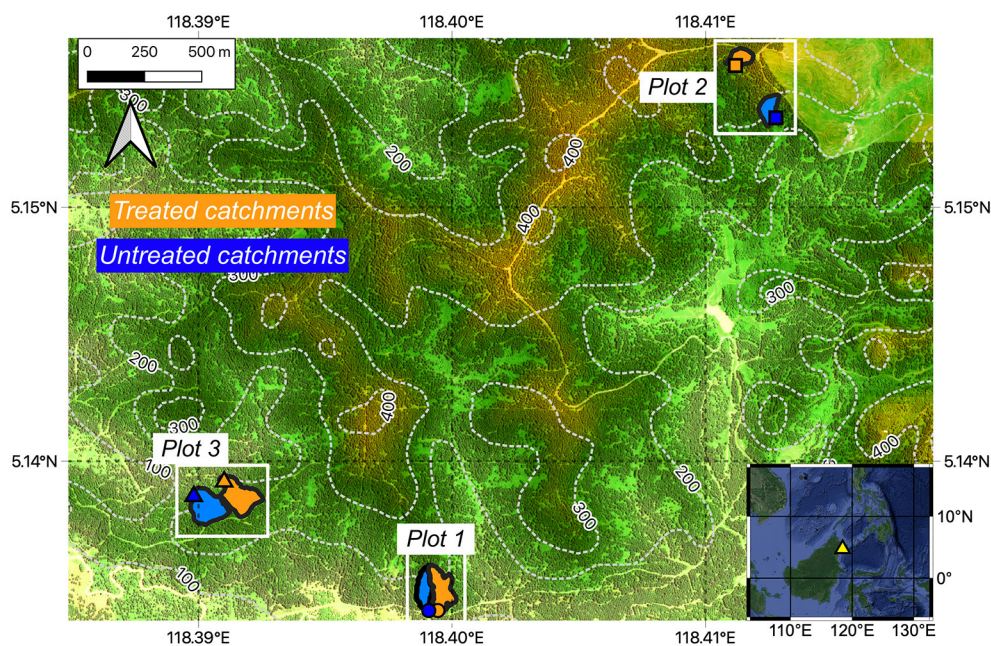 118.39°E 118.40°E 118.41°E
0 250 500 m
300
Plot 2
200
400
5.15°N 5.15°N
Treated catchments
400
Untreated catchments
300
300
200
400
300
400
Plot 3
100
5.14°N 5.14°N
200
300
10°N
Plot 1
100
0°
118.39°E 118.40°E 118.41°E
110°E 120°E 130°E